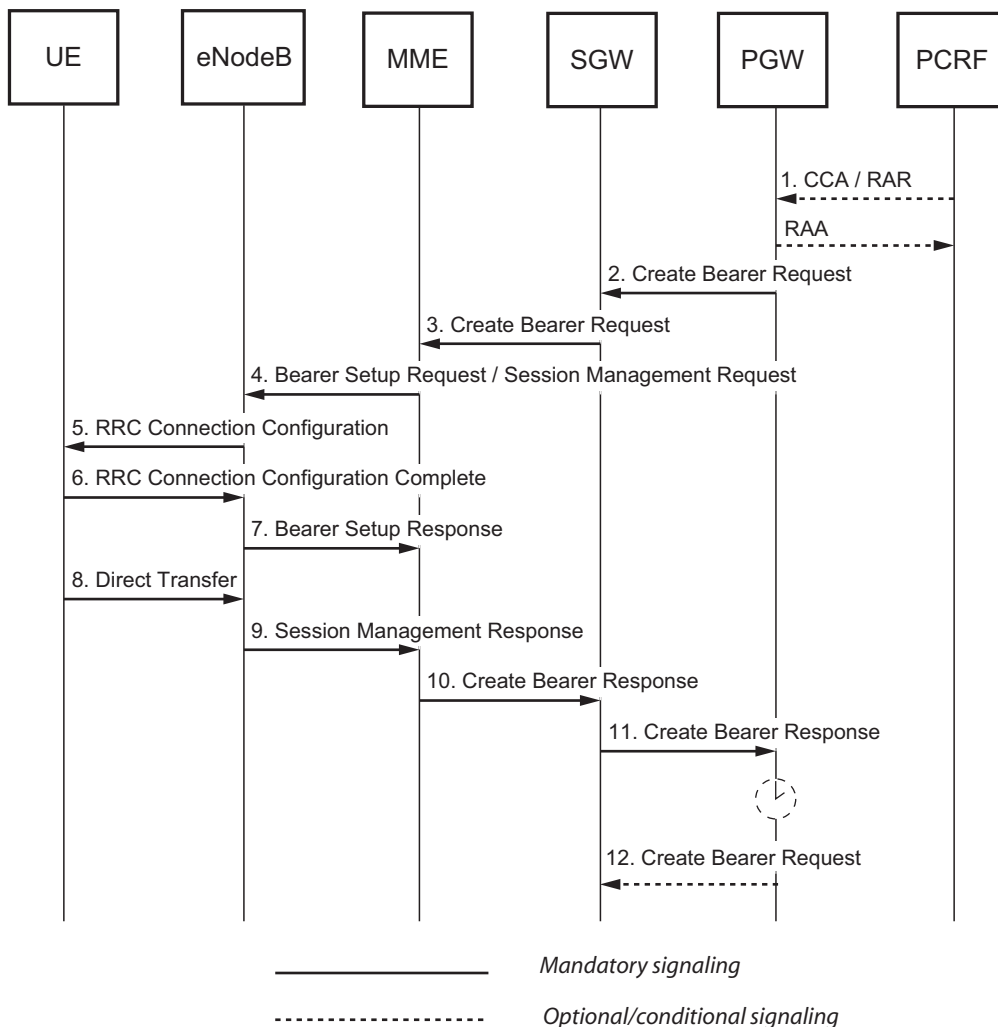 UE
eNodeB
MME
SGW
PGW
PCRF
1. CCA / RAR
RAA
2. Create Bearer Request
3. Create Bearer Request
4. Bearer Setup Request / Session Management Request
5. RRC Connection Configuration
6. RRC Connection Configuration Complete
7. Bearer Setup Response
8. Direct Transfer
9. Session Management Response
10. Create Bearer Response
11. Create Bearer Response
12. Create Bearer Request
Mandatory signaling
Optional/conditional signaling